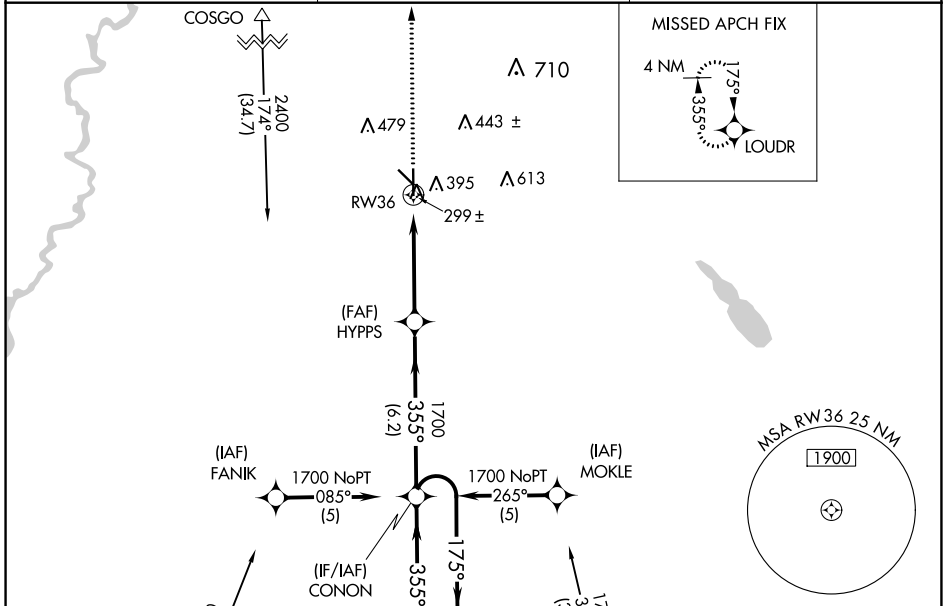 COSGO
2400
174°
(34.7)
710
479
443 ±
RW36
395
613
299 ±
MISSED APCH FIX
4 NM
355°
175°
LOUDR
(FAF)
HYPPS
1700
355°
(6.2)
(IAF)
FANIK
1700 NoPT
085°
(5)
1700 NoPT
265°
(5)
(IAF)
MOKLE
(IF/IAF)
CONON
355°
175°
MSA RW36 25 NM
1900